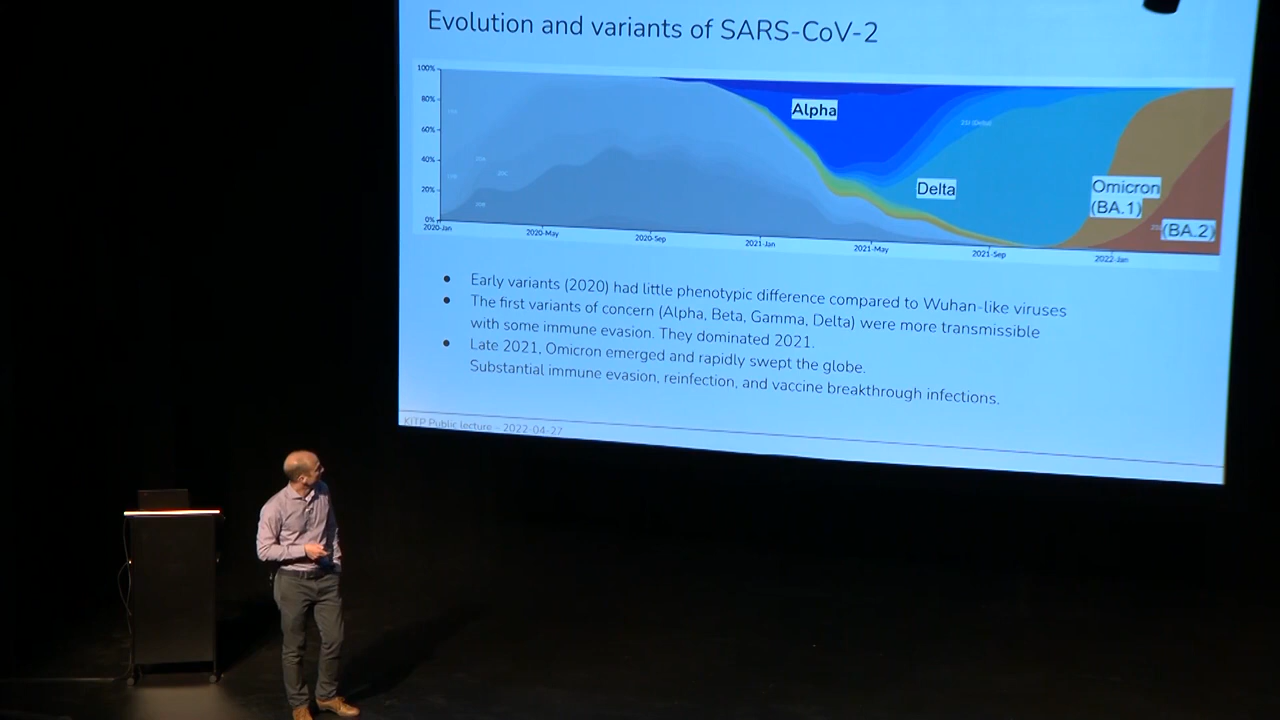 Evolution and variants of SARS-CoV-2
100%
80%
60%
40%
20%
0%
Alpha
21J (Delta)
Delta
Omicron
(BA.1)
(BA.2)
2020-Jan
2020-May
2020-Sep
2021-Jan
2021-May
2021-Sep
2022-Jan
• Early variants (2020) had little phenotypic difference compared to Wuhan-like viruses
• The first variants of concern (Alpha, Beta, Gamma, Delta) were more transmissible
with some immune evasion. They dominated 2021.
• Late 2021, Omicron emerged and rapidly swept the globe.
Substantial immune evasion, reinfection, and vaccine breakthrough infections.
KITP Public lecture - 2022-04-27